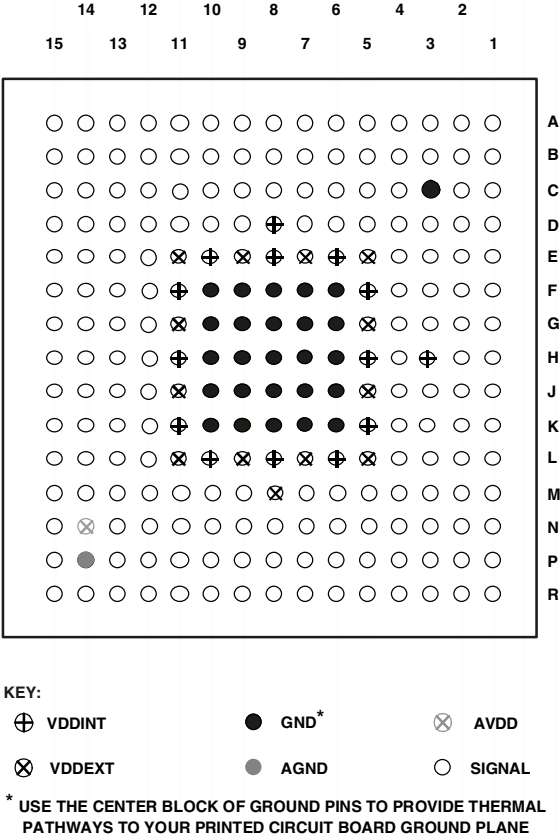 14 12 10 8 6 4 2
15 13 11 9 7 5 3 1
A
B
C
D
E
F
G
H
J
K
L
M
N
P
R
KEY:
VDDINT GND* AVDD
VDDEXT AGND SIGNAL
* USE THE CENTER BLOCK OF GROUND PINS TO PROVIDE THERMAL
PATHWAYS TO YOUR PRINTED CIRCUIT BOARD GROUND PLANE